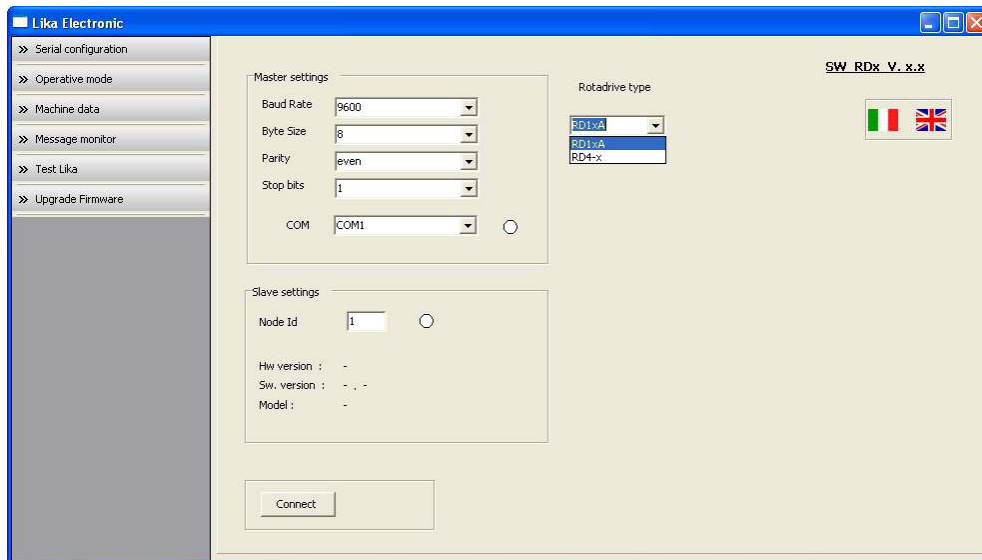 Lika Electronic
Serial configuration
Operative mode
Machine data
Message monitor
Test Lika
Upgrade Firmware
SW RDx V. x.x
Master settings
Baud Rate 9600
Byte Size 8
Parity even
Stop bits 1
COM COM1
Rotadrive type
RD1xA
RD1xA
RD4-x
Slave settings
Node Id 1
Hw version : -
Sw. version : - . -
Model : -
Connect